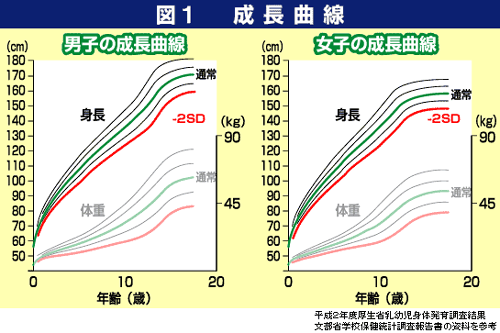 図1 成長曲線
男子の成長曲線
(cm)
180
170
160
150
140
130
120
110
100
90
80
70
60
50
身長
通常
-2SD
(kg)
90
45
体重
通常
0
10
20
年齢(歳)
女子の成長曲線
(cm)
180
170
160
150
140
130
120
110
100
90
80
70
60
50
身長
通常
-2SD
(kg)
90
45
体重
通常
0
10
20
年齢(歳)
平成2年度厚生省乳幼児身体発育調査結果
文部省学校保健統計調査報告書の資料を参考